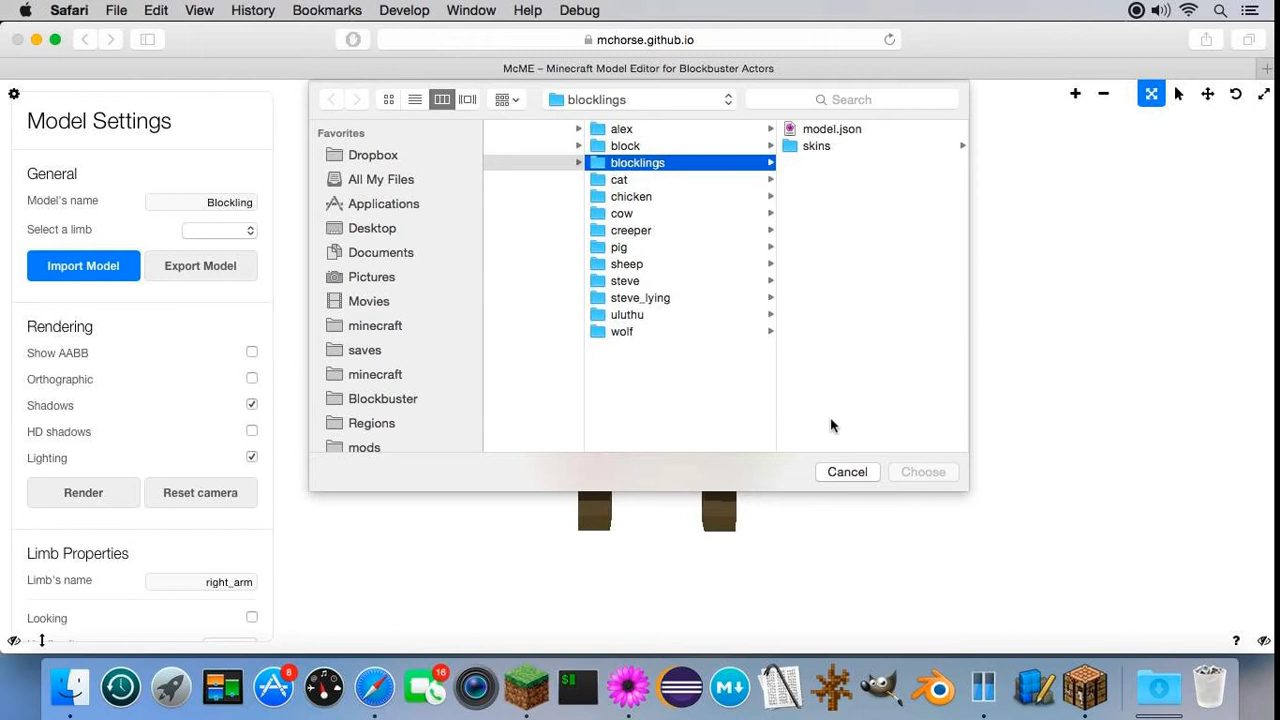 Safari File Edit View History Bookmarks Develop Window Help Debug
mchorse.github.io
McME – Minecraft Model Editor for Blockbuster Actors
blocklings
Search
Model Settings
General
Model's name Blockling
Select a limb
Import Model Export Model
Rendering
Show AABB
Orthographic
Shadows
HD shadows
Lighting
Render Reset camera
Limb Properties
Limb's name right_arm
Looking
Favorites
Dropbox
All My Files
Applications
Desktop
Documents
Pictures
Movies
minecraft
saves
minecraft
Blockbuster
Regions
mods
alex
block
blocklings
cat
chicken
cow
creeper
pig
sheep
steve
steve_lying
uluthu
wolf
model.json
skins
Cancel Choose
?
8
16
$
M↓